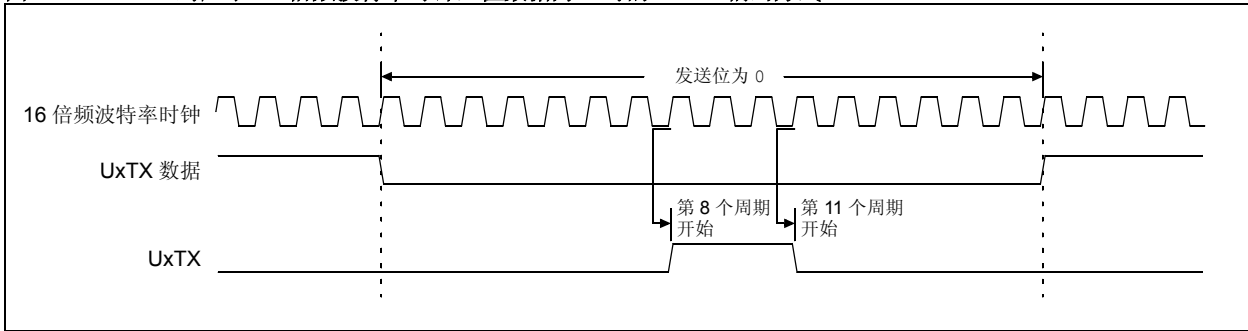 发送位为 0
16 倍频波特率时钟
UxTX 数据
第 8 个周期
开始
第 11 个周期
开始
UxTX